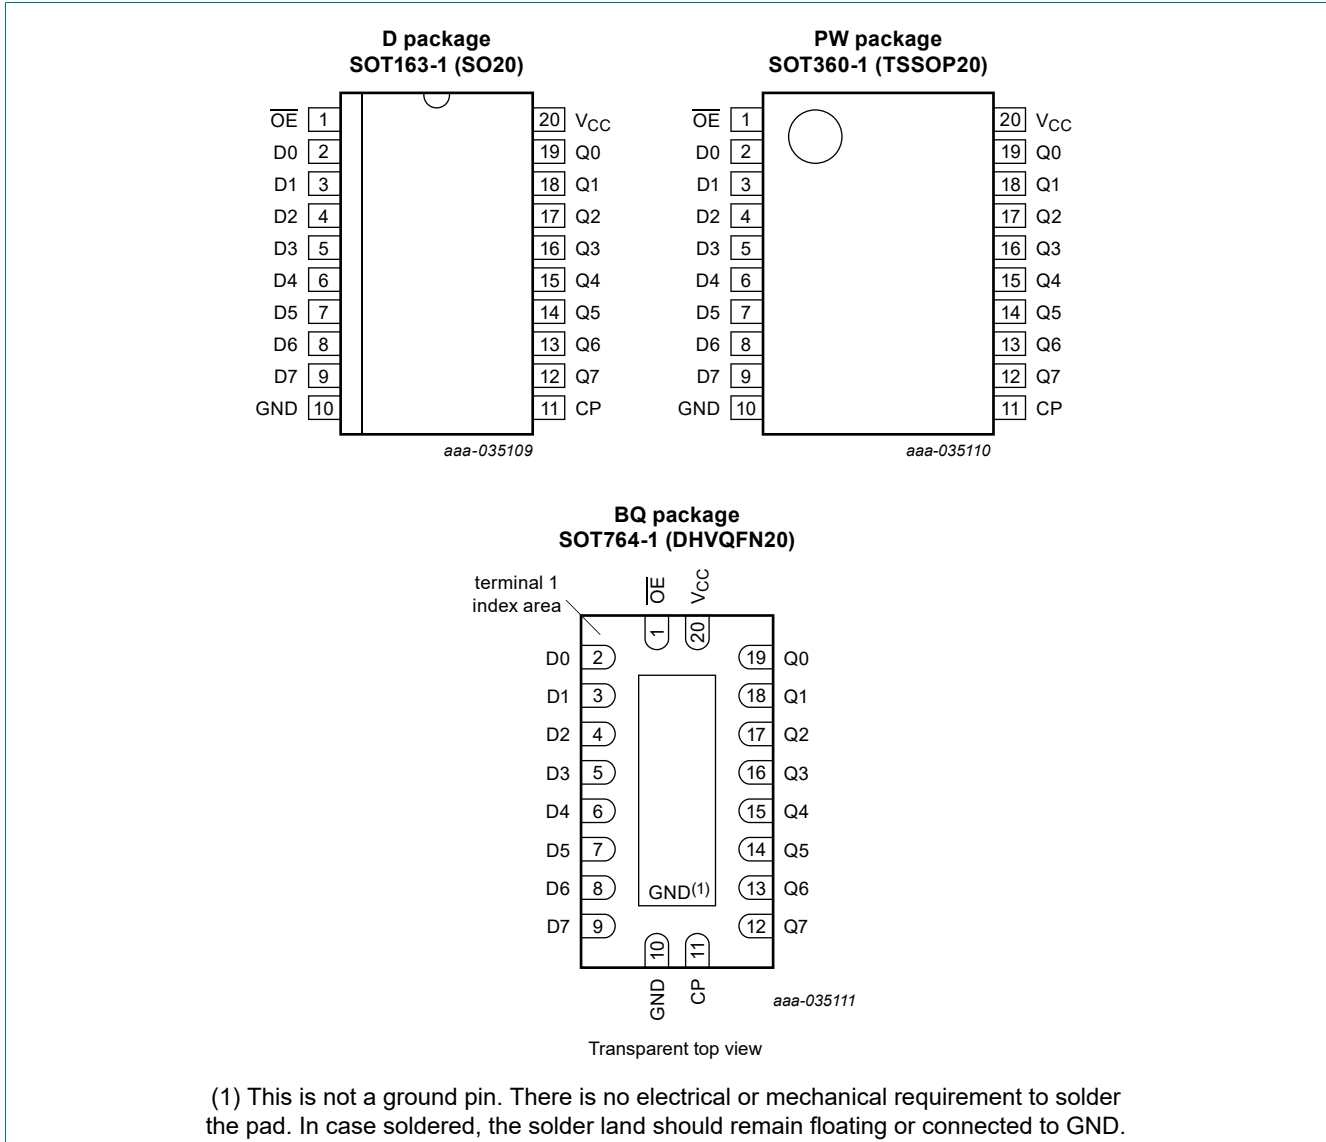 D package
SOT163-1 (SO20)
OE 1 20 VCC
D0 2 19 Q0
D1 3 18 Q1
D2 4 17 Q2
D3 5 16 Q3
D4 6 15 Q4
D5 7 14 Q5
D6 8 13 Q6
D7 9 12 Q7
GND 10 11 CP
aaa-035109
PW package
SOT360-1 (TSSOP20)
OE 1 20 VCC
D0 2 19 Q0
D1 3 18 Q1
D2 4 17 Q2
D3 5 16 Q3
D4 6 15 Q4
D5 7 14 Q5
D6 8 13 Q6
D7 9 12 Q7
GND 10 11 CP
aaa-035110
BQ package
SOT764-1 (DHVQFN20)
terminal 1
index area
OE VCC
1 20
D0 2 19 Q0
D1 3 18 Q1
D2 4 17 Q2
D3 5 16 Q3
D4 6 15 Q4
D5 7 14 Q5
D6 8 GND(1) 13 Q6
D7 9 12 Q7
10 11
GND CP
aaa-035111
Transparent top view
(1) This is not a ground pin. There is no electrical or mechanical requirement to solder
the pad. In case soldered, the solder land should remain floating or connected to GND.